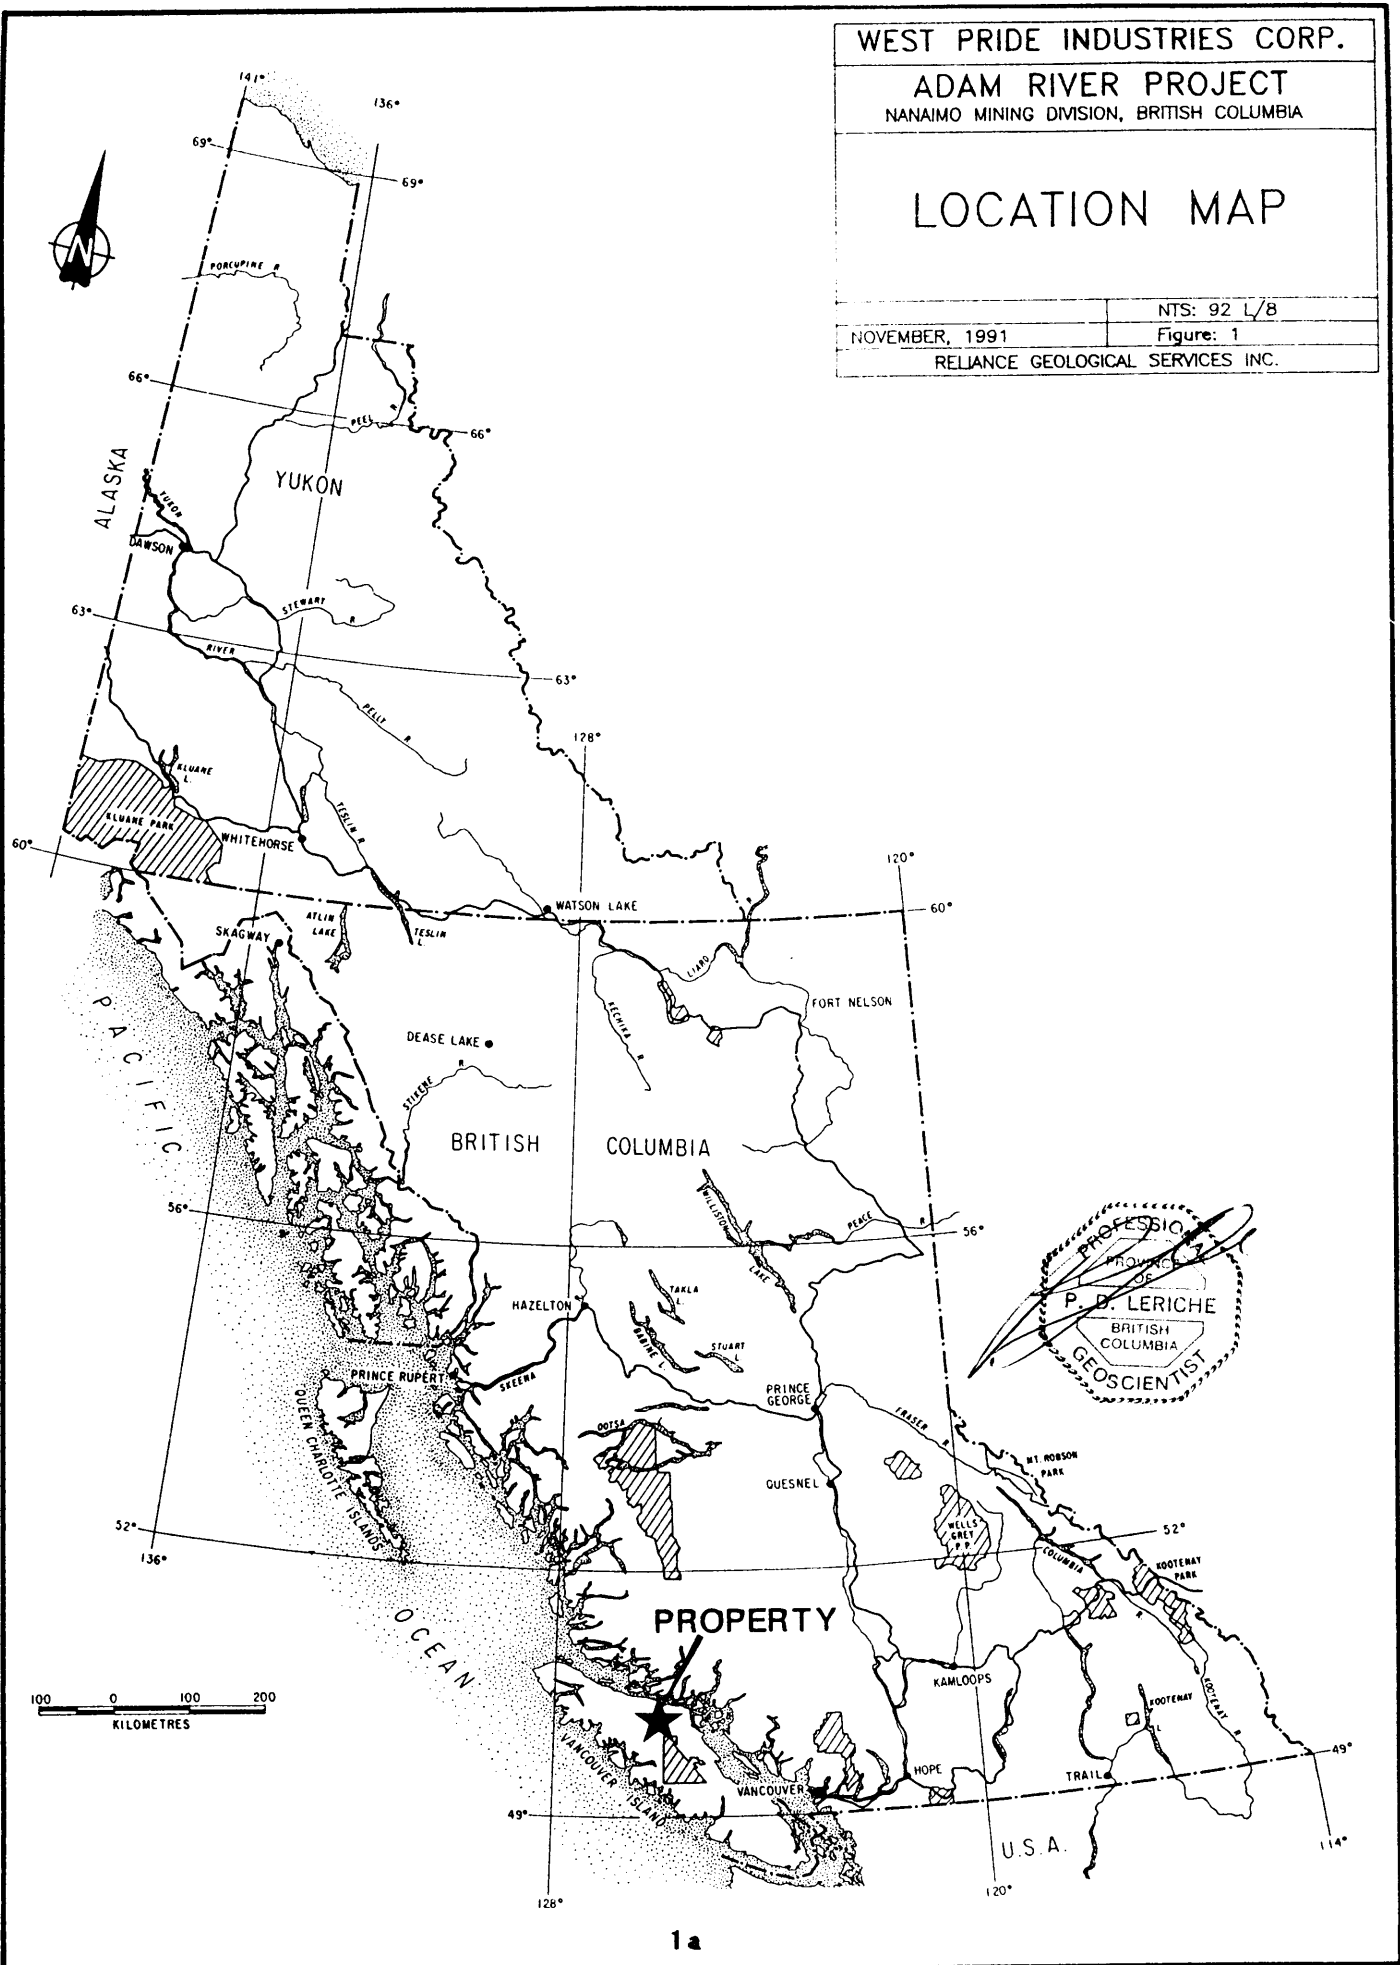 WEST PRIDE INDUSTRIES CORP.
ADAM RIVER PROJECT
NANAIMO MINING DIVISION, BRITISH COLUMBIA
LOCATION MAP
NTS: 92 L/8
NOVEMBER, 1991
Figure: 1
RELIANCE GEOLOGICAL SERVICES INC.
141°
136°
69°
69°
N
PORCUPINE R
66°
PEEL R
66°
ALASKA
YUKON
YUKON
DAWSON
63°
STEWART R
RIVER
63°
PELLY R
128°
KLUANE L.
KLUANE PARK
WHITEHORSE
TESLIN R
60°
120°
WATSON LAKE
60°
ATLIN LAKE
TESLIN L
SKAGWAY
LIARD
R
FORT NELSON
KECHIKA R
PACIFIC
DEASE LAKE
STIKENE R
BRITISH COLUMBIA
WILLISTON LAKE
PEACE R
56°
56°
PROFESSIONAL
PROVINCE
OF
P. D. LERICHE
BRITISH
COLUMBIA
GEOSCIENTIST
HAZELTON
TAKLA L.
BABINE L.
STUART L
PRINCE RUPERT
SKEENA
PRINCE GEORGE
QUEEN CHARLOTTE ISLANDS
OOTSA
FRASER R
MT. ROBSON PARK
QUESNEL
WELLS GREY P.P.
52°
52°
136°
COLUMBIA
R
KOOTENAY PARK
OCEAN
PROPERTY
KAMLOOPS
KOOTENAY L
KOOTENAY R
100 0 100 200
KILOMETRES
VANCOUVER ISLAND
VANCOUVER
HOPE
TRAIL
49°
49°
U.S.A.
114°
128°
120°
1a